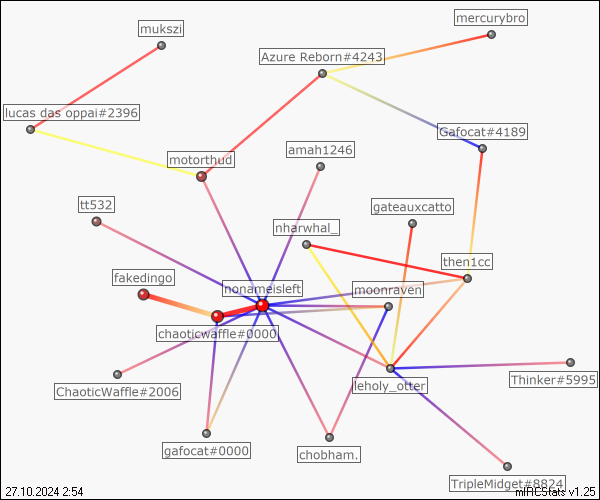 mercurybro
mukszi
Azure Reborn#4243
lucas das oppai#2396
Gafocat#4189
amah1246
motorthud
tt532
gateauxcatto
nharwhal_
then1cc
fakedingo
nonameisleft
moonraven
chaoticwaffle#0000.
Thinker#5995
leholy_otter
ChaoticWaffle#2006
gafocat#0000
chobham.
TripleMidget#8824
27.10.2024 2:54
mIRCStats v1.25